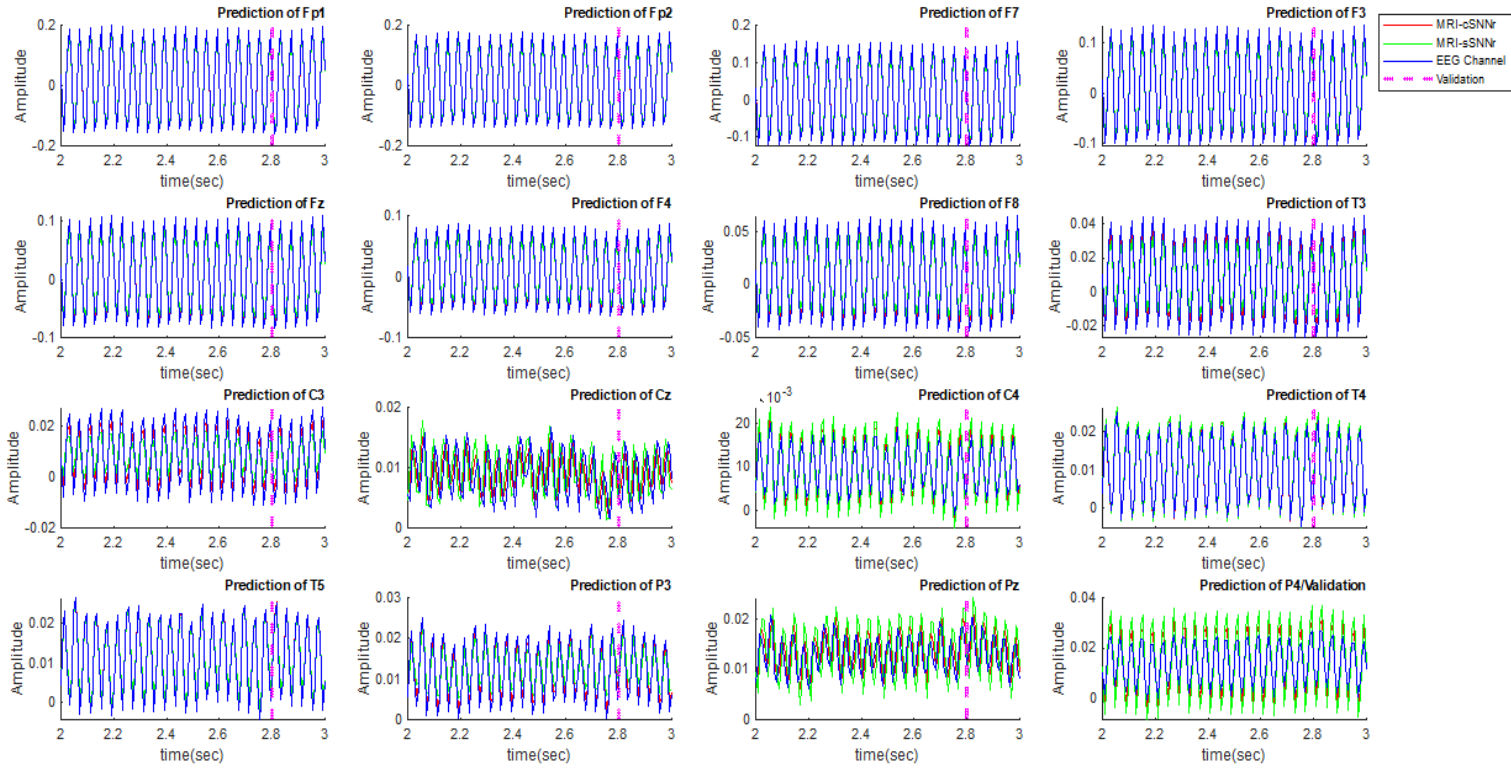 Prediction of Fp1
0.2
0
-0.2
Amplitude
2 2.2 2.4 2.6 2.8 3
time(sec)
Prediction of Fp2
0.2
0
-0.2
Amplitude
2 2.2 2.4 2.6 2.8 3
time(sec)
Prediction of F7
0.1
0
-0.1
Amplitude
2 2.2 2.4 2.6 2.8 3
time(sec)
Prediction of F3
0.1
0
-0.1
Amplitude
2 2.2 2.4 2.6 2.8 3
time(sec)
MRI-cSNNr
MRI-sSNNr
EEG Channel
Validation
Prediction of Fz
0.1
0
-0.1
Amplitude
2 2.2 2.4 2.6 2.8 3
time(sec)
Prediction of F4
0.1
0
-0.1
Amplitude
2 2.2 2.4 2.6 2.8 3
time(sec)
Prediction of F8
0.05
0
-0.05
Amplitude
2 2.2 2.4 2.6 2.8 3
time(sec)
Prediction of T3
0.04
0.02
0
-0.02
Amplitude
2 2.2 2.4 2.6 2.8 3
time(sec)
Prediction of C3
0.02
0
-0.02
Amplitude
2 2.2 2.4 2.6 2.8 3
time(sec)
Prediction of Cz
0.02
0.01
0
Amplitude
2 2.2 2.4 2.6 2.8 3
time(sec)
Prediction of C4
×10⁻³
20
10
0
Amplitude
2 2.2 2.4 2.6 2.8 3
time(sec)
Prediction of T4
0.02
0.01
0
Amplitude
2 2.2 2.4 2.6 2.8 3
time(sec)
Prediction of T5
0.02
0.01
0
Amplitude
2 2.2 2.4 2.6 2.8 3
time(sec)
Prediction of P3
0.03
0.02
0.01
0
Amplitude
2 2.2 2.4 2.6 2.8 3
time(sec)
Prediction of Pz
0.02
0.01
0
Amplitude
2 2.2 2.4 2.6 2.8 3
time(sec)
Prediction of P4/Validation
0.04
0.02
0
Amplitude
2 2.2 2.4 2.6 2.8 3
time(sec)